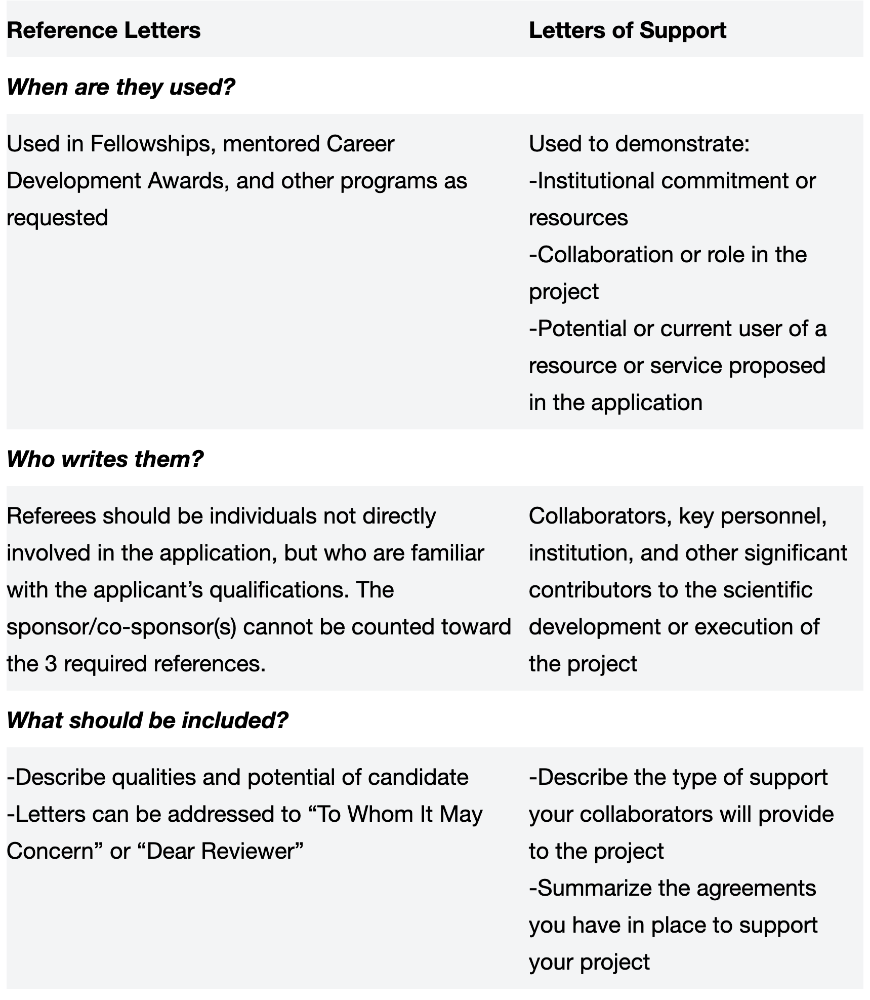 Reference Letters
Letters of Support
When are they used?
Used in Fellowships, mentored Career
Development Awards, and other programs as
requested
Used to demonstrate:
-Institutional commitment or
resources
-Collaboration or role in the
project
-Potential or current user of a
resource or service proposed
in the application
Who writes them?
Referees should be individuals not directly
involved in the application, but who are familiar
with the applicant’s qualifications. The
sponsor/co-sponsor(s) cannot be counted toward
the 3 required references.
Collaborators, key personnel,
institution, and other significant
contributors to the scientific
development or execution of
the project
What should be included?
-Describe qualities and potential of candidate
-Letters can be addressed to “To Whom It May
Concern” or “Dear Reviewer”
-Describe the type of support
your collaborators will provide
to the project
-Summarize the agreements
you have in place to support
your project